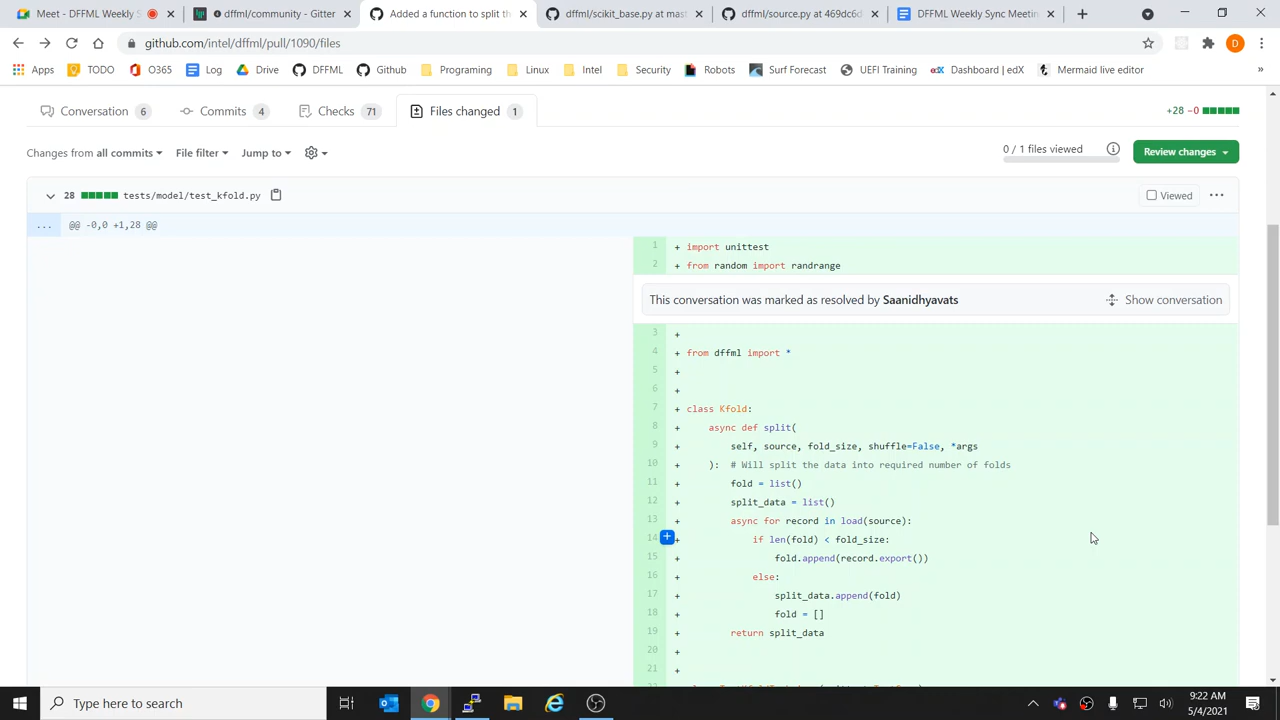 Meet - DFFML Weekly S
dffml/community - Gitter
Added a function to split th
dffml/scikit_base.py at mast
dffml/source.py at 469dc6d
DFFML Weekly Sync Meetin
github.com/intel/dffml/pull/1090/files
D
Apps
TODO
O365
Log
Drive
DFFML
Github
Programing
Linux
Intel
Security
Robots
Surf Forecast
UEFI Training
Dashboard | edX
Mermaid live editor
»
Conversation 6
Commits 4
Checks 71
Files changed 1
+28 −0
Changes from all commits
File filter
Jump to
0 / 1 files viewed
Review changes
28 tests/model/test_kfold.py
Viewed
...
... @@ -0,0 +1,28 @@
1 + import unittest
2 + from random import randrange
This conversation was marked as resolved by Saanidhyavats
Show conversation
3 +
4 + from dffml import *
5 +
6 +
7 + class Kfold:
8 + async def split(
9 + self, source, fold_size, shuffle=False, *args
10 + ): # Will split the data into required number of folds
11 + fold = list()
12 + split_data = list()
13 + async for record in load(source):
14 + if len(fold) < fold_size:
15 + fold.append(record.export())
16 + else:
17 + split_data.append(fold)
18 + fold = []
19 + return split_data
20 +
21 +
Type here to search
9:22 AM
5/4/2021